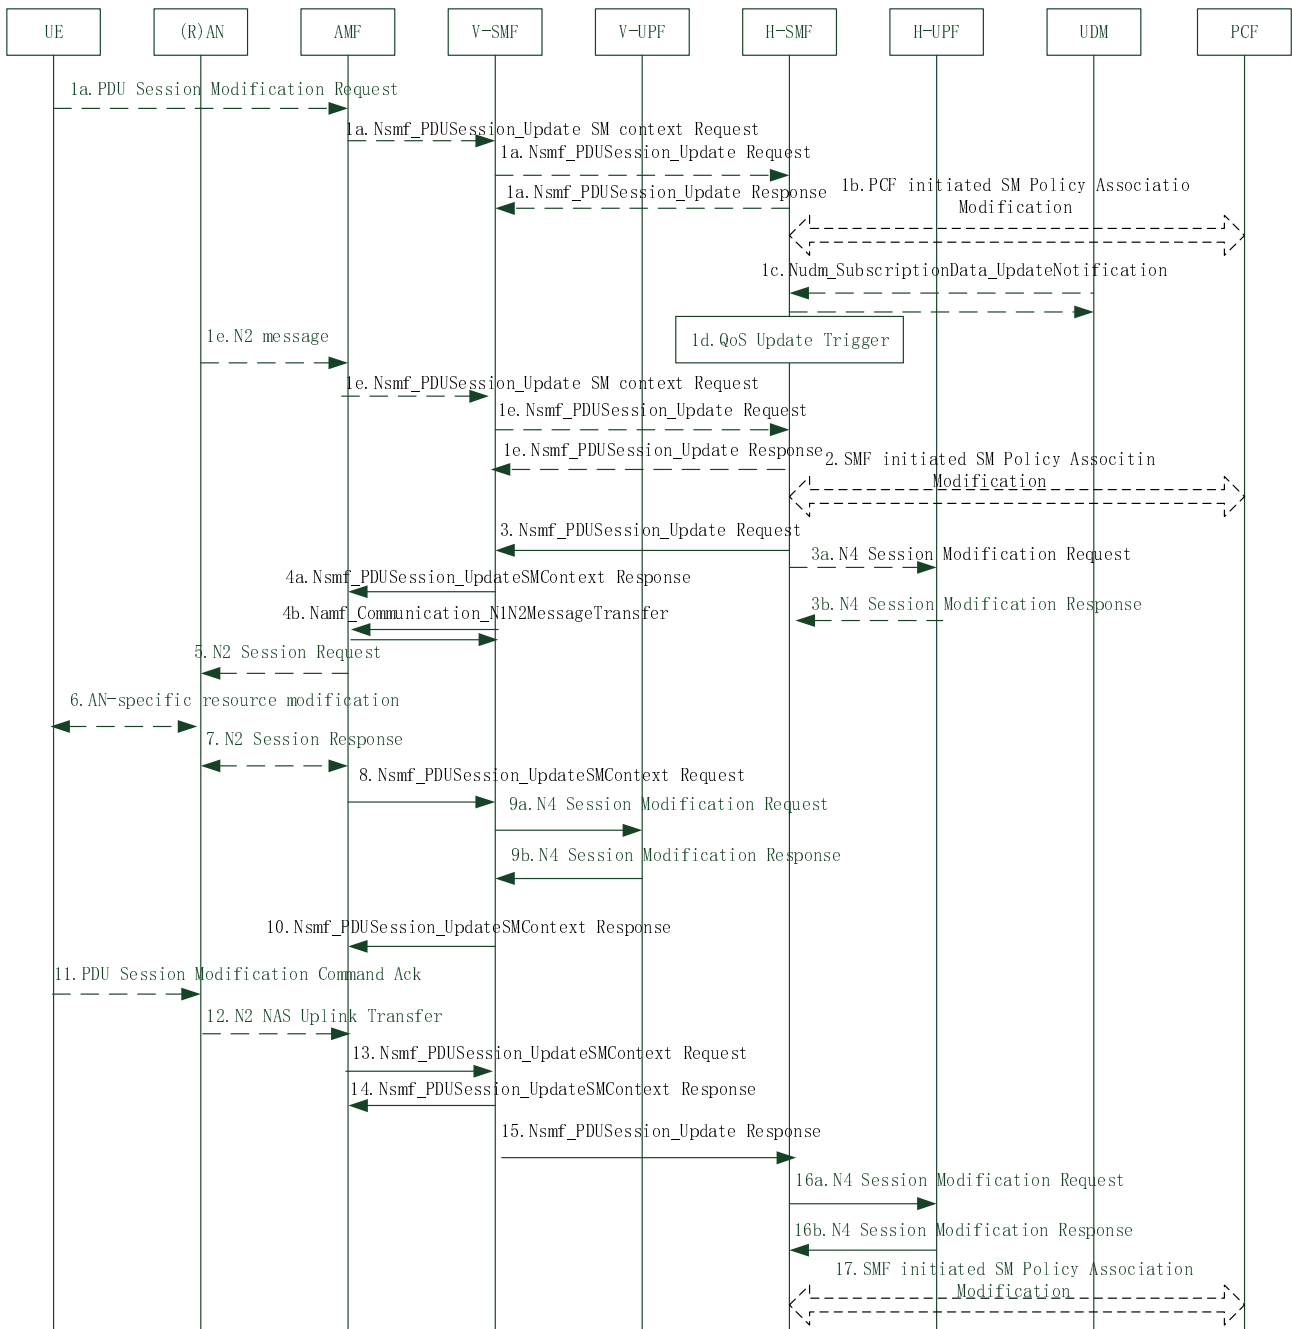 UE
(R)AN
AMF
V-SMF
V-UPF
H-SMF
H-UPF
UDM
PCF
1a.PDU Session Modification Request
1a.Nsmf_PDUSession_Update SM context Request
1a.Nsmf_PDUSession_Update Request
1a.Nsmf_PDUSession_Update Response
1b.PCF initiated SM Policy Associatio
Modification
1c.Nudm_SubscriptionData_UpdateNotification
1d.QoS Update Trigger
1e.N2 message
1e.Nsmf_PDUSession_Update SM context Request
1e.Nsmf_PDUSession_Update Request
1e.Nsmf_PDUSession_Update Response
2.SMF initiated SM Policy Associtin
Modification
3.Nsmf_PDUSession_Update Request
3a.N4 Session Modification Request
4a.Nsmf_PDUSession_UpdateSMContext Response
3b.N4 Session Modification Response
4b.Namf_Communication_N1N2MessageTransfer
5.N2 Session Request
6.AN-specific resource modification
7.N2 Session Response
8.Nsmf_PDUSession_UpdateSMContext Request
9a.N4 Session Modification Request
9b.N4 Session Modification Response
10.Nsmf_PDUSession_UpdateSMContext Response
11.PDU Session Modification Command Ack
12.N2 NAS Uplink Transfer
13.Nsmf_PDUSession_UpdateSMContext Request
14.Nsmf_PDUSession_UpdateSMContext Response
15.Nsmf_PDUSession_Update Response
16a.N4 Session Modification Request
16b.N4 Session Modification Response
17.SMF initiated SM Policy Association
Modification